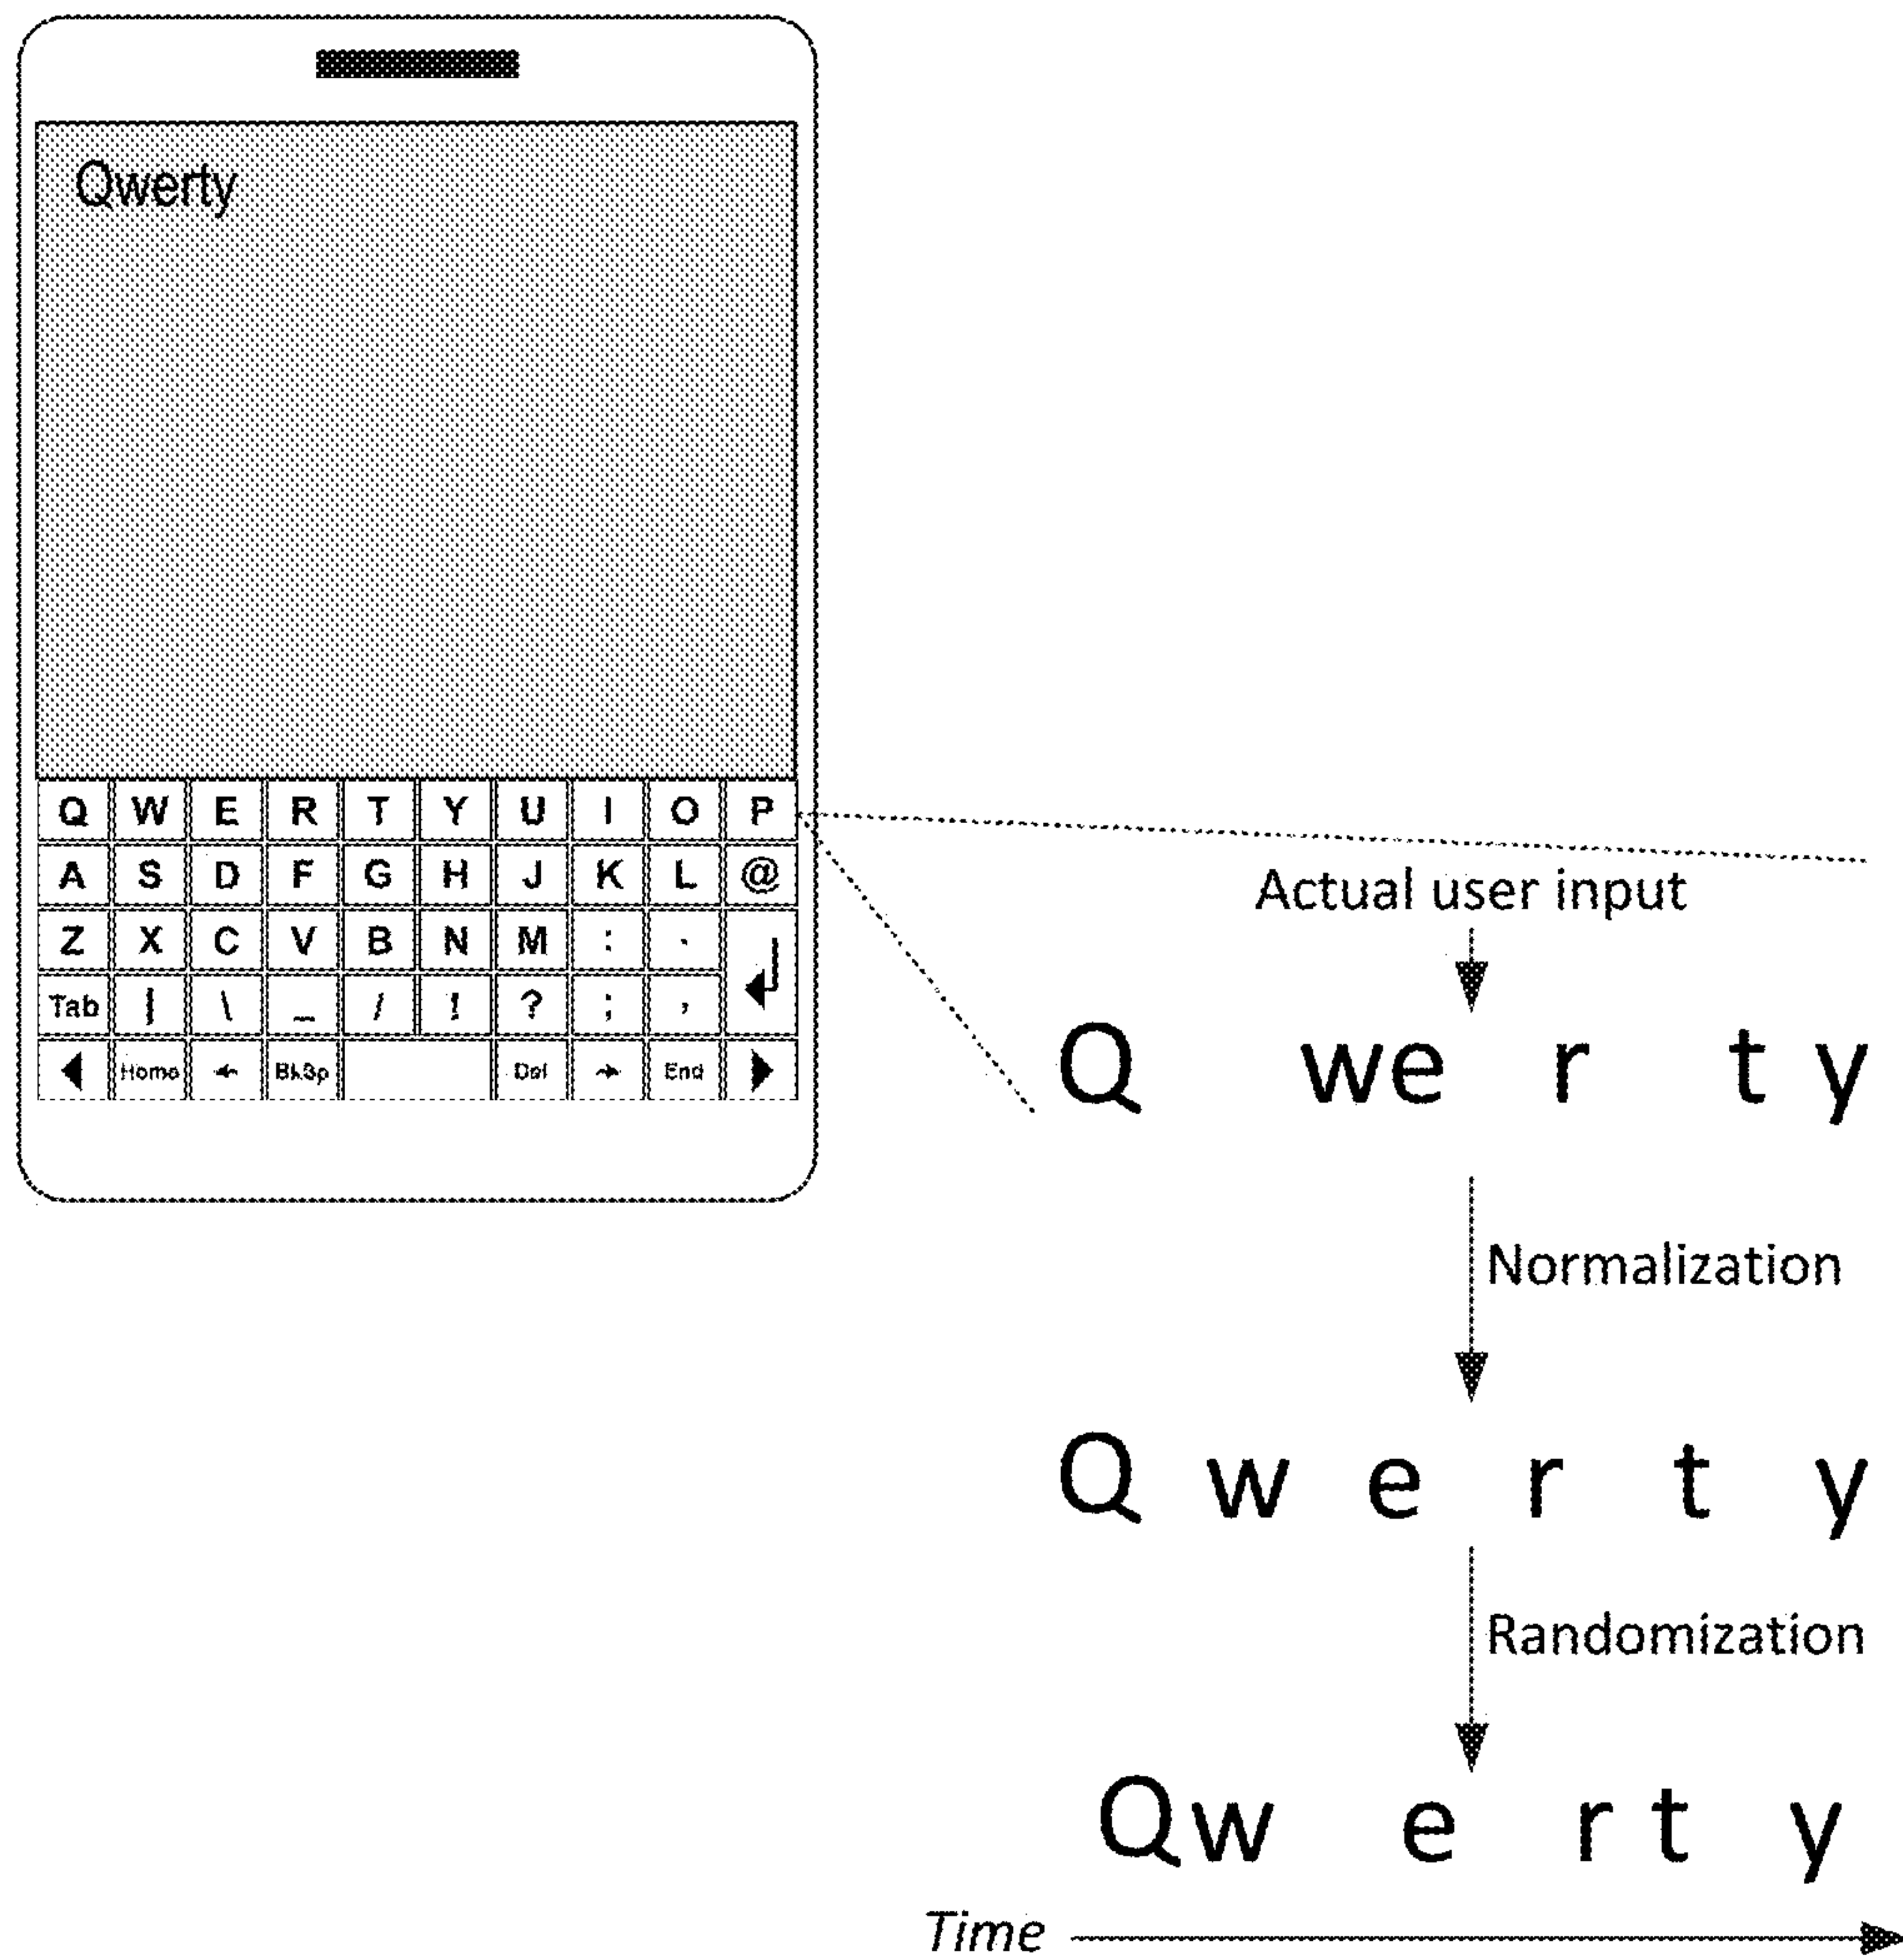 Qwerty
Q W E R T Y U I O P
A S D F G H J K L @
Z X C V B N M : .
Tab | \ _ / ! ? ; ,
Home BkSp Del End
Actual user input
Q we r t y
Normalization
Q w e r t y
Randomization
Qw e r t y
Time